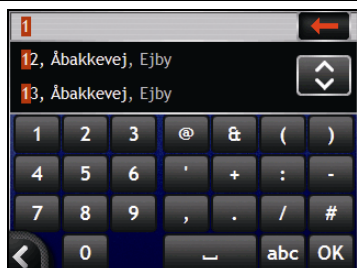 1
12, Åbakkevej, Ejby
13, Åbakkevej, Ejby
1 2 3 @ & ( )
4 5 6 ' + : -
7 8 9 , . / #
0 abc OK